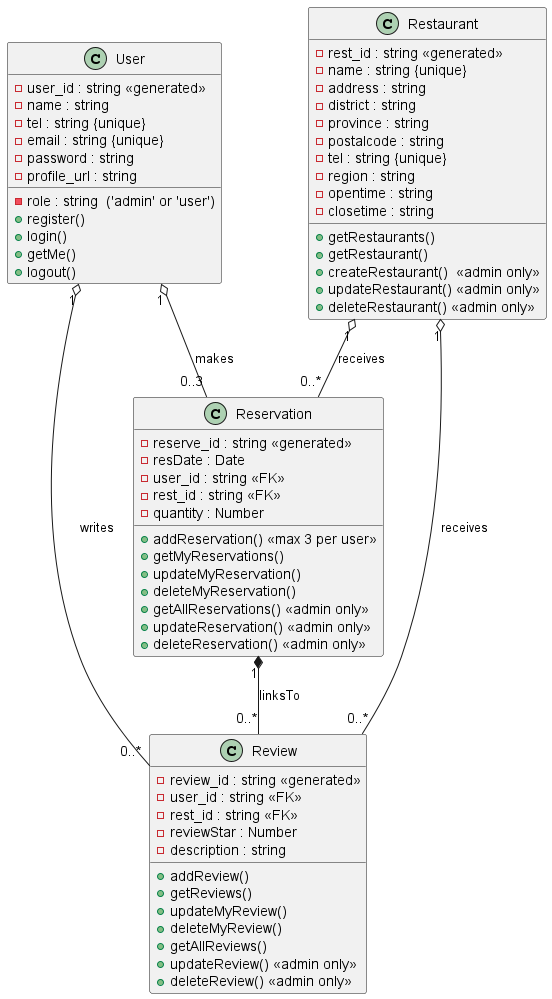 C User
user_id : string «generated»
name : string
tel : string {unique}
email : string {unique}
password : string
profile_url : string
role : string ('admin' or 'user')
register()
login()
getMe()
logout()
C Restaurant
rest_id : string «generated»
name : string {unique}
address : string
district : string
province : string
postalcode : string
tel : string {unique}
region : string
opentime : string
closetime : string
getRestaurants()
getRestaurant()
createRestaurant() «admin only»
updateRestaurant() «admin only»
deleteRestaurant() «admin only»
1
1
1
1
makes
receives
0..3
0..*
C Reservation
reserve_id : string «generated»
resDate : Date
user_id : string «FK»
rest_id : string «FK»
quantity : Number
addReservation() «max 3 per user»
getMyReservations()
updateMyReservation()
deleteMyReservation()
getAllReservations() «admin only»
updateReservation() «admin only»
deleteReservation() «admin only»
writes
receives
1
linksTo
0..*
0..*
0..*
C Review
review_id : string «generated»
user_id : string «FK»
rest_id : string «FK»
reviewStar : Number
description : string
addReview()
getReviews()
updateMyReview()
deleteMyReview()
getAllReviews()
updateReview() «admin only»
deleteReview() «admin only»